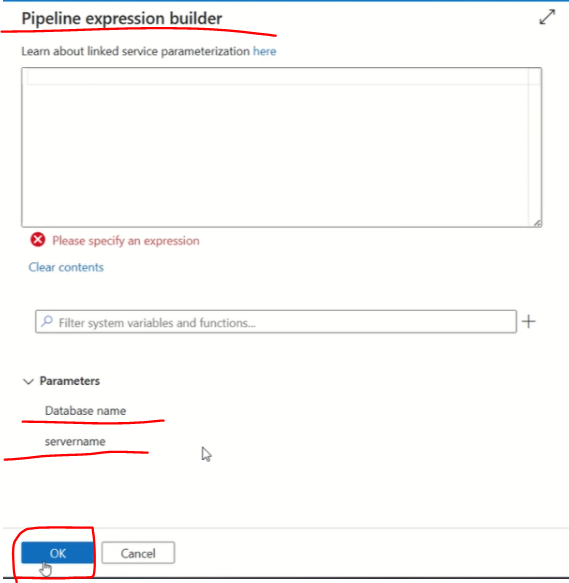 Pipeline expression builder
Learn about linked service parameterization here
Please specify an expression
Clear contents
Filter system variables and functions...
Parameters
Database name
servername
OK
Cancel